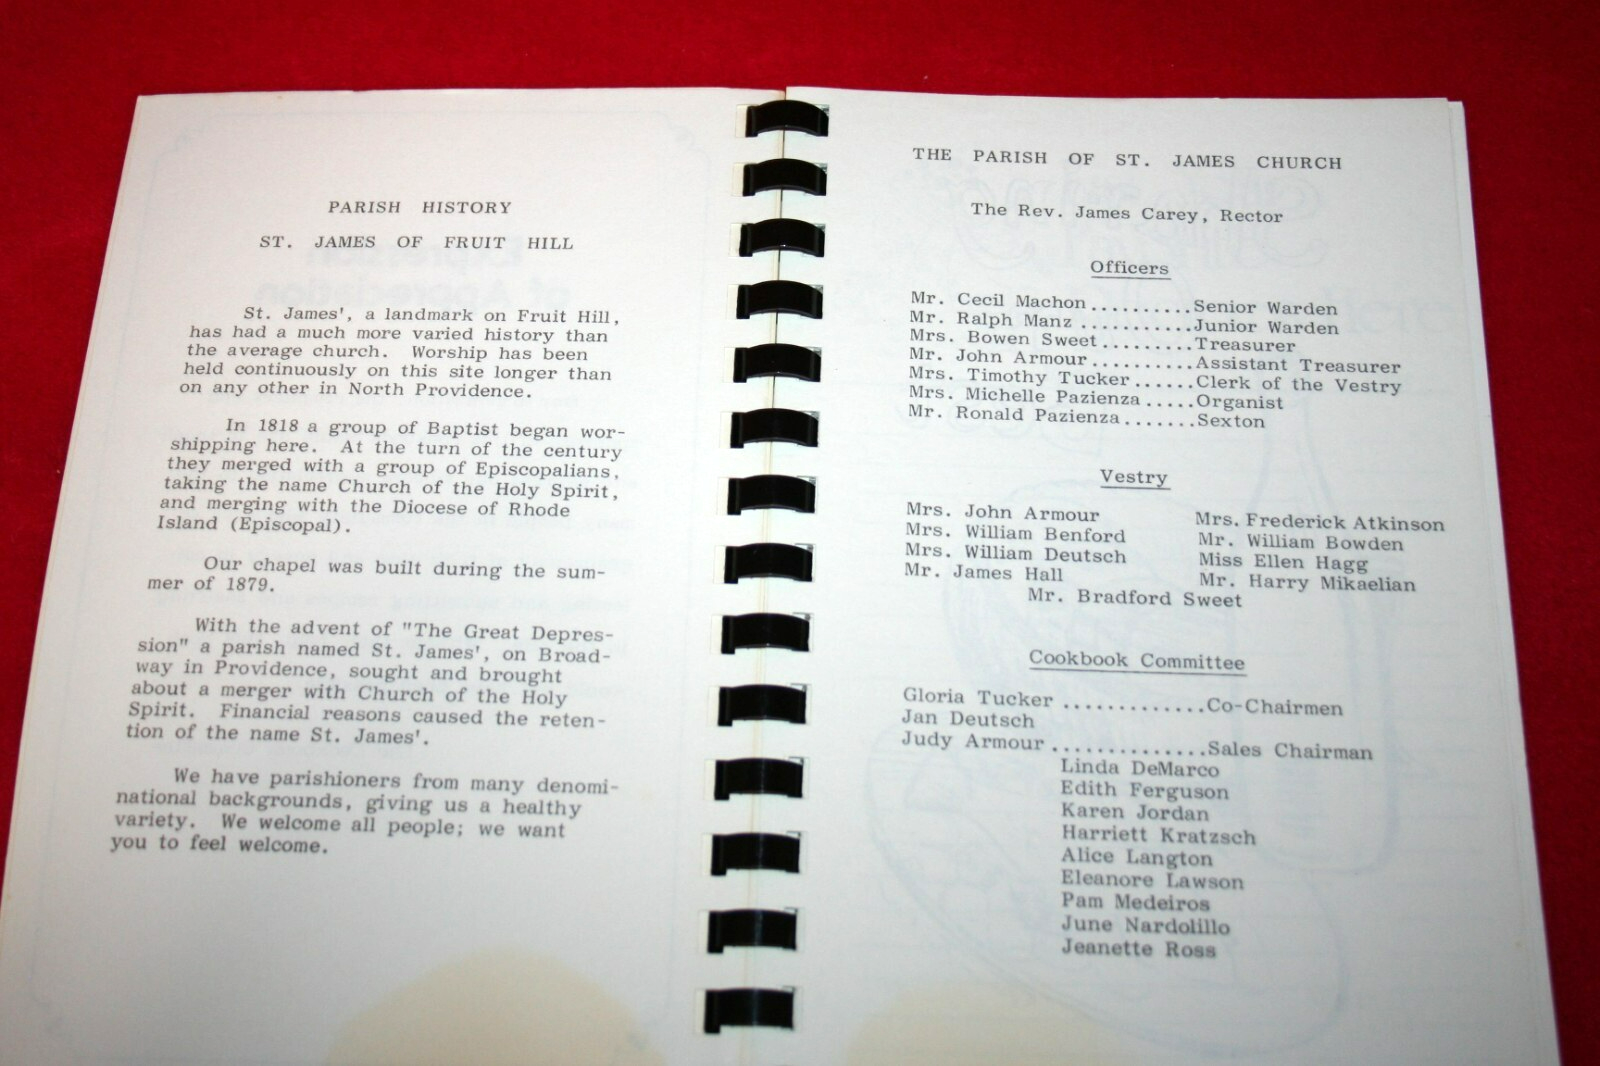 PARISH HISTORY
ST. JAMES OF FRUIT HILL
St. James', a landmark on Fruit Hill,
has had a much more varied history than
the average church. Worship has been
held continuously on this site longer than
on any other in North Providence.
In 1818 a group of Baptist began wor-
shipping here. At the turn of the century
they merged with a group of Episcopalians,
taking the name Church of the Holy Spirit,
and merging with the Diocese of Rhode
Island (Episcopal).
Our chapel was built during the sum-
mer of 1879.
With the advent of "The Great Depres-
sion" a parish named St. James', on Broad-
way in Providence, sought and brought
about a merger with Church of the Holy
Spirit. Financial reasons caused the reten-
tion of the name St. James'.
We have parishioners from many denomi-
national backgrounds, giving us a healthy
variety. We welcome all people; we want
you to feel welcome.
THE PARISH OF ST. JAMES CHURCH
The Rev. James Carey, Rector
Officers
Mr. Cecil Machon..........Senior Warden
Mr. Ralph Manz ...........Junior Warden
Mrs. Bowen Sweet.........Treasurer
Mr. John Armour..........Assistant Treasurer
Mrs. Timothy Tucker......Clerk of the Vestry
Mrs. Michelle Pazienza.....Organist
Mr. Ronald Pazienza.......Sexton
Vestry
Mrs. John Armour Mrs. Frederick Atkinson
Mrs. William Benford Mr. William Bowden
Mrs. William Deutsch Miss Ellen Hagg
Mr. James Hall Mr. Harry Mikaelian
Mr. Bradford Sweet
Cookbook Committee
Gloria Tucker .............Co-Chairmen
Jan Deutsch
Judy Armour ..............Sales Chairman
Linda DeMarco
Edith Ferguson
Karen Jordan
Harriett Kratzsch
Alice Langton
Eleanore Lawson
Pam Medeiros
June Nardolillo
Jeanette Ross